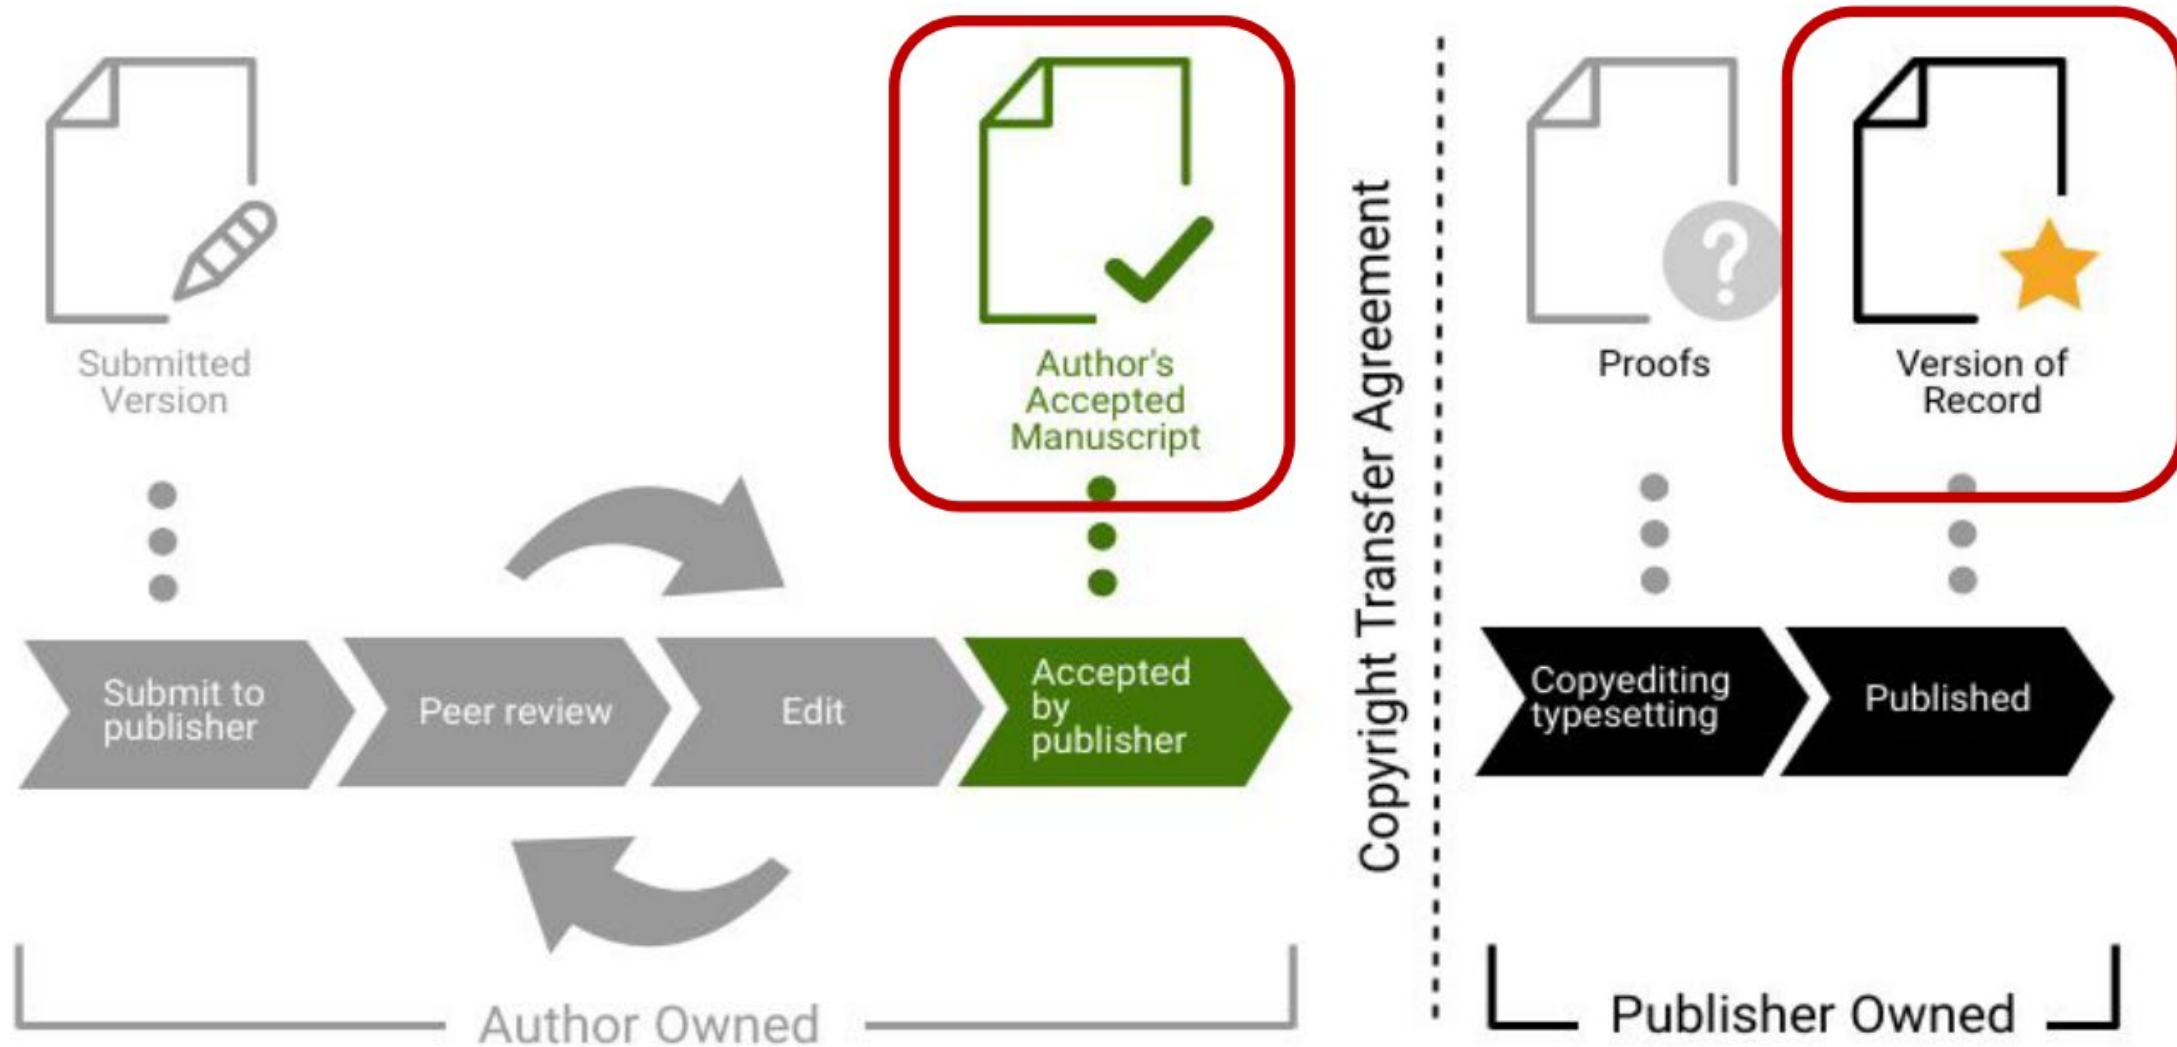 Submitted
Version
Author's
Accepted
Manuscript
Copyright Transfer Agreement
?
Proofs
Version of
Record
Submit to
publisher
Peer review
Edit
Accepted
by
publisher
Copyediting
typesetting
Published
Author Owned
Publisher Owned